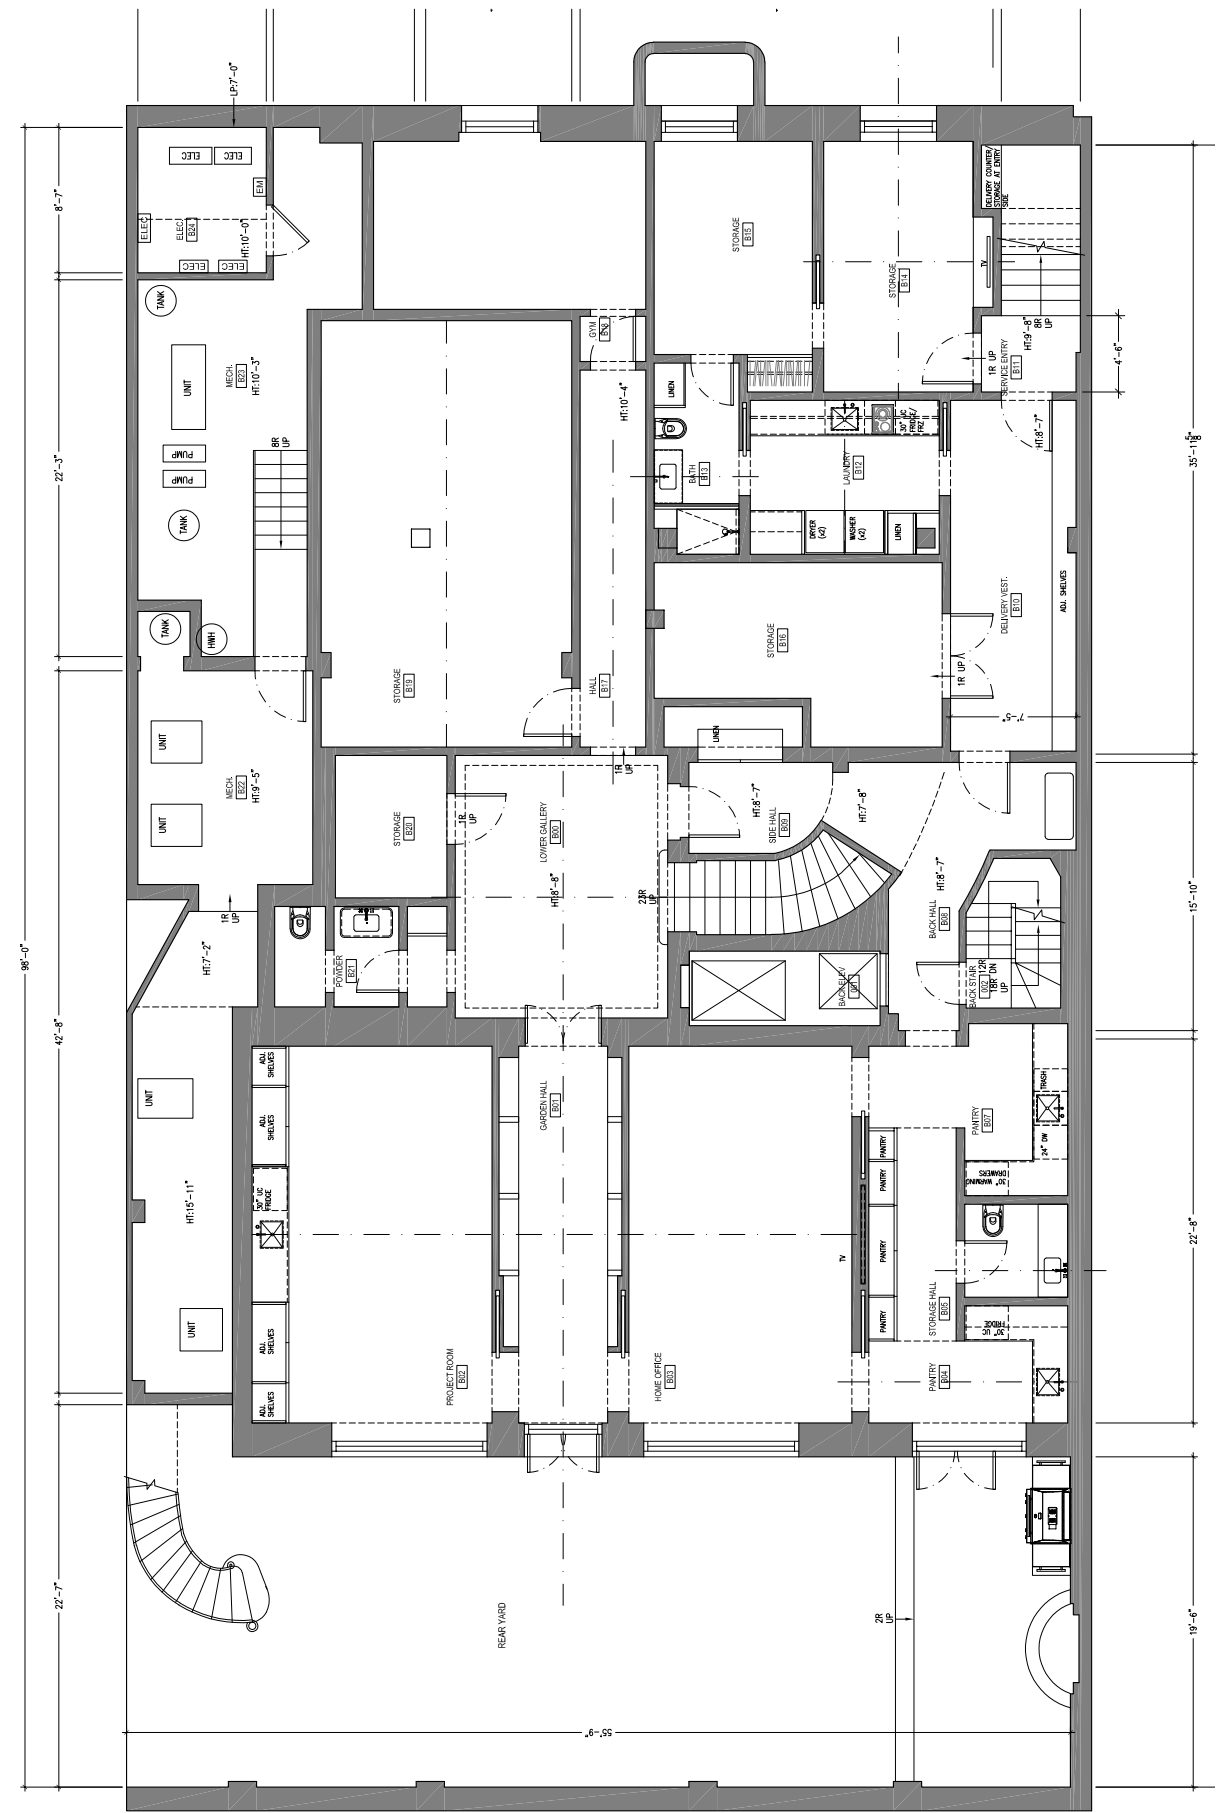 LP:7'-0"
8'-7"
ELEC
ELEC
EM
ELEC
ELEC.
B24
HT:10'-0"
ELEC
ELEC
DELIVERY COUNTER/
STORAGE AT ENTRY
SIDE
STORAGE
B15
STORAGE
B14
TV
TANK
UNIT
MECH.
B23
HT:10'-3"
GYM
B18
HT:9'-8"
8R
UP
1R UP
SERVICE ENTRY
B11
4'-6"
HT:10'-4"
LINEN
30" UC
FRIDGE/
FRZ
HT:8'-7"
8R
UP
35'-11 5/8"
22'-3"
PUMP
PUMP
BATH
B13
LAUNDRY
B12
TANK
DRYER
(x2)
WASHER
(x2)
LINEN
ADJ. SHELVES
DELIVERY VEST.
B10
TANK
HWH
STORAGE
B16
1R UP
STORAGE
B19
HALL
B17
7'-5"
UNIT
LINEN
1R
UP
MECH.
B22
HT:9'-5"
UNIT
STORAGE
B20
1R
UP
LOWER GALLERY
B00
HT:8'-8"
HT:8'-7"
SIDE HALL
B09
HT:7'-8"
HT:8'-7"
23R
UP
1R
UP
15'-10"
98'-0"
HT:7'-2"
BACK HALL
B08
POWDER
B21
BACK ELEV
001
BACK STAIR
002
12R
18R DN
UP
42'-8"
UNIT
ADJ.
SHELVES
ADJ.
SHELVES
GARDEN HALL
B01
PANTRY
B07
TRASH
24" DW
30" WARMING
DRAWERS
PANTRY
PANTRY
HT:15'-11"
30" UC
FRIDGE
22'-8"
TV
PANTRY
UNIT
STORAGE HALL
B05
PANTRY
30" UC
FRIDGE
ADJ.
SHELVES
ADJ.
SHELVES
PROJECT ROOM
B02
HOME OFFICE
B03
PANTRY
B04
22'-7"
REAR YARD
2R
UP
19'-6"
55'-9"